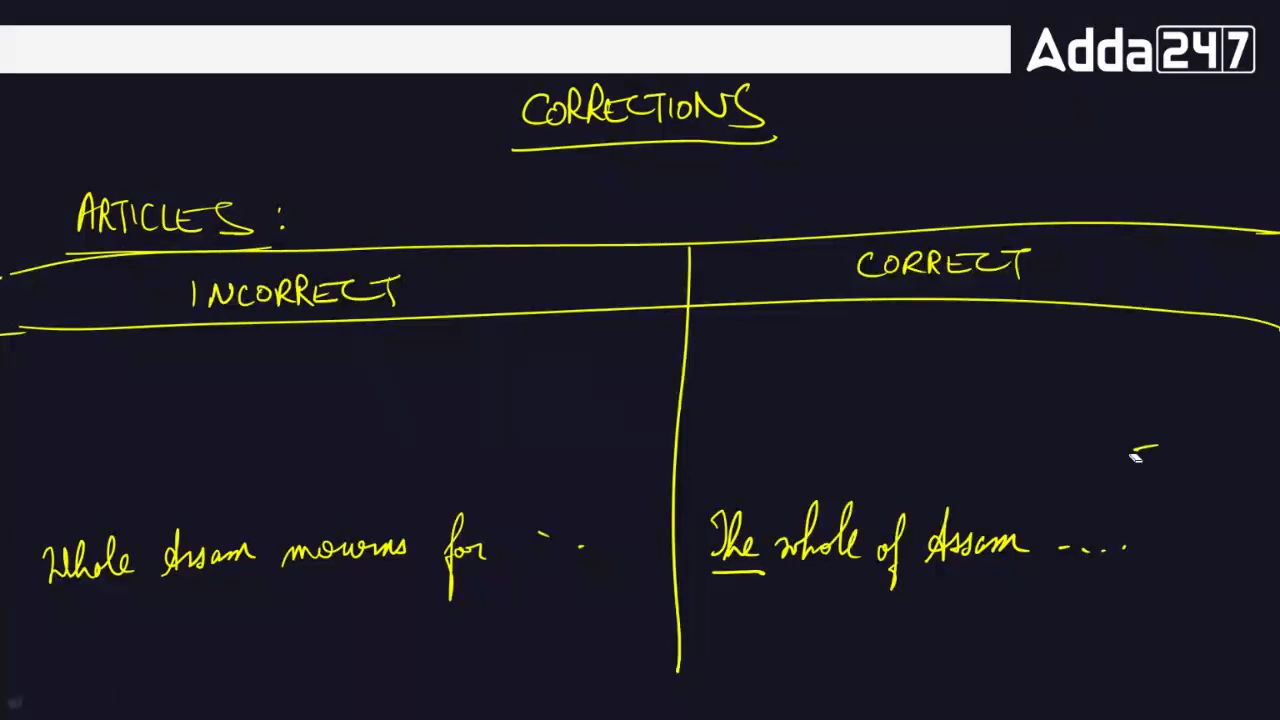 Adda247
CORRECTIONS
ARTICLES:
INCORRECT
CORRECT
Whole Assam mourns for ...
The whole of Assam ....